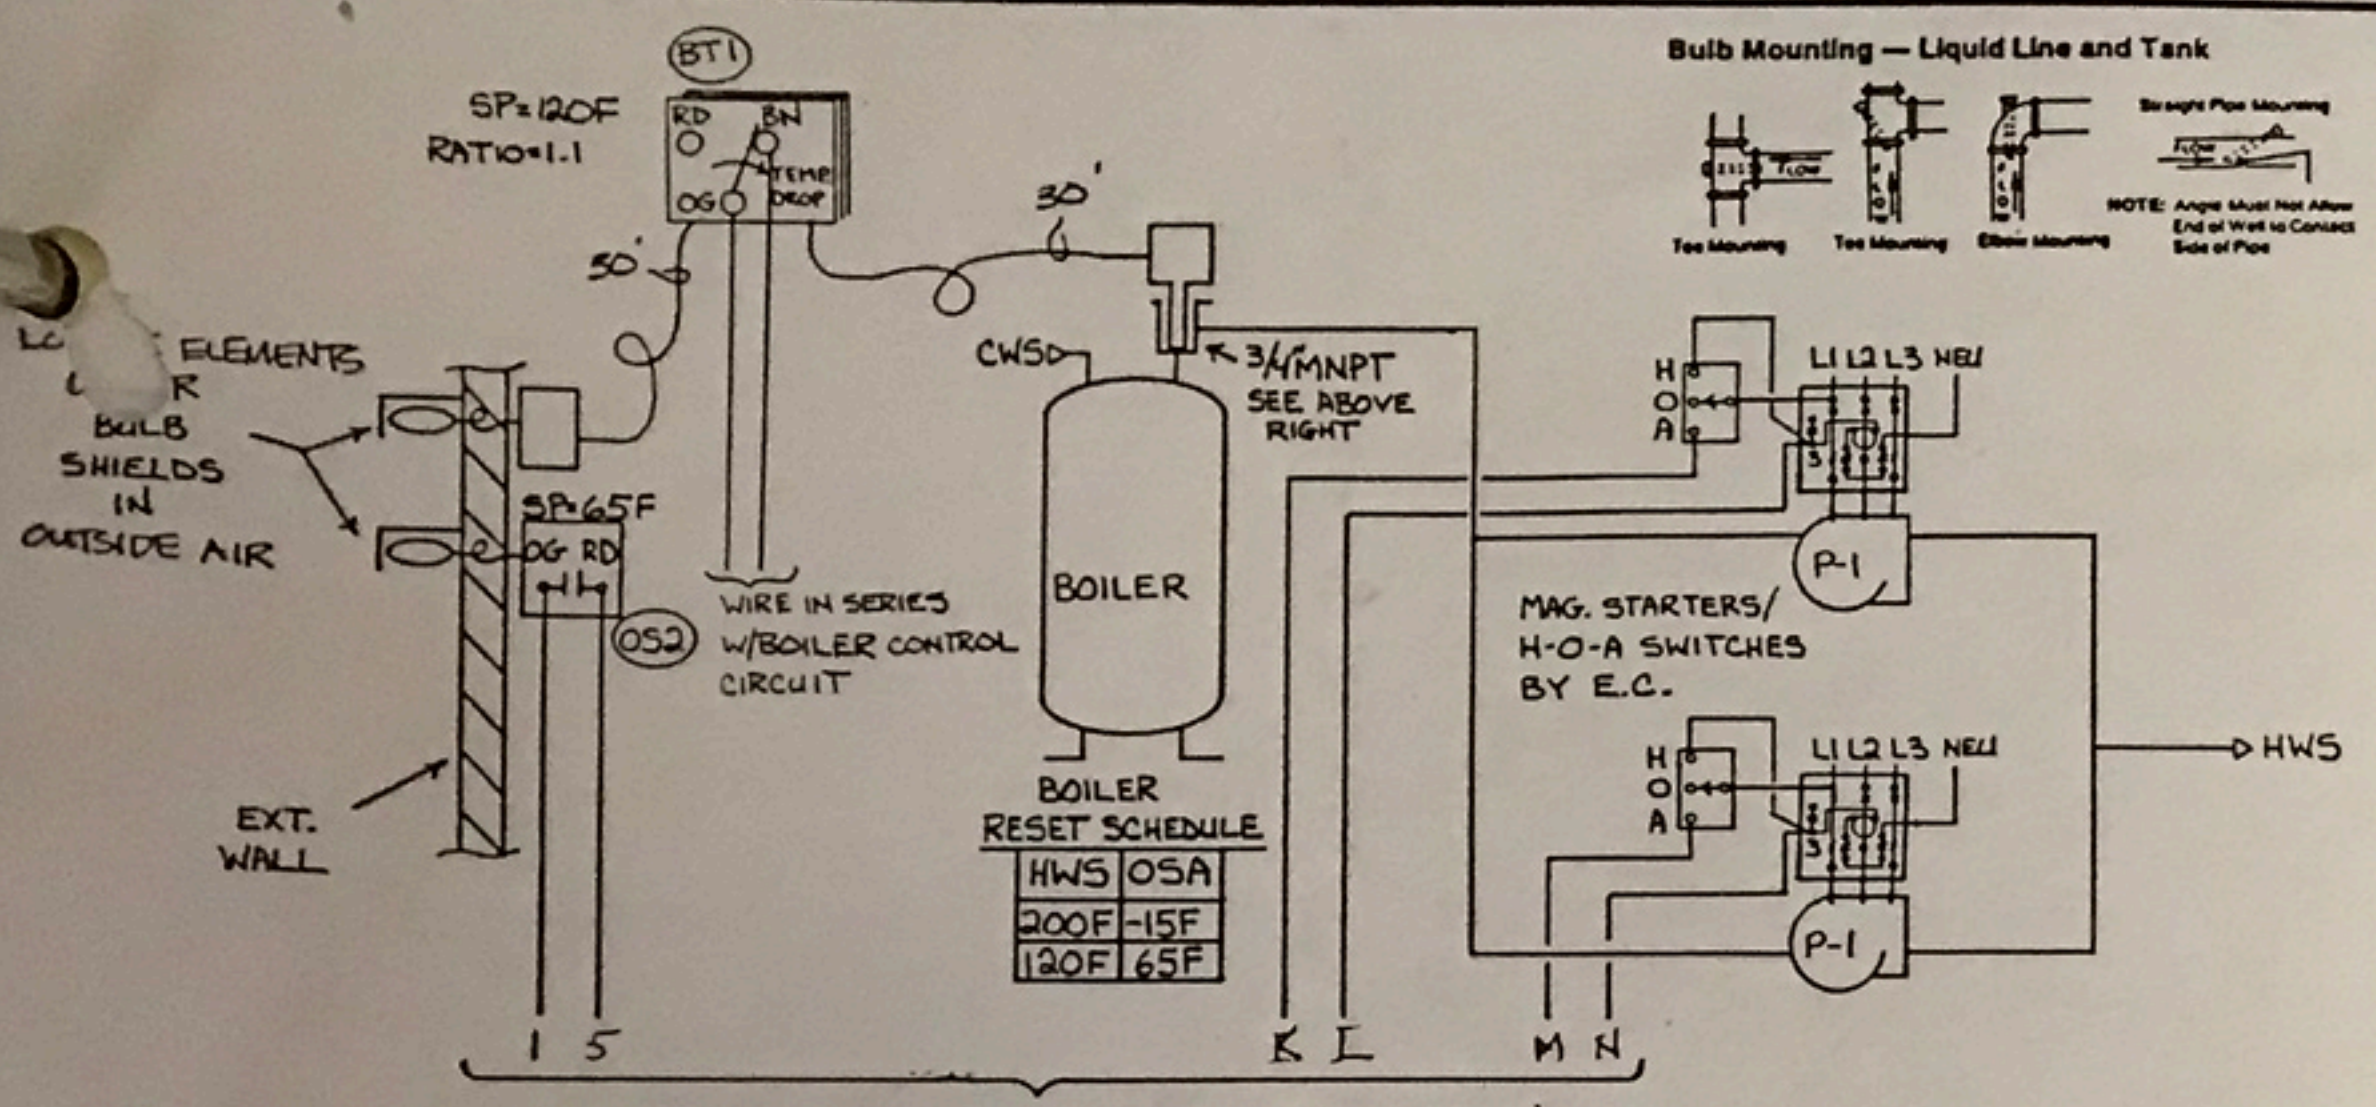 Bulb Mounting — Liquid Line and Tank
Straight Pipe Mounting
FLOW
FLOW
Tee Mounting
Tee Mounting
Elbow Mounting
NOTE: Angle Must Not Allow
End of Well to Contact
Side of Pipe
BT1
SP=120F
RATIO=1.1
RD
BN
TEMP
DROP
OG
30'
ELEMENTS
BULB
SHIELDS
IN
OUTSIDE AIR
SP=65F
OG RD
OS2
EXT.
WALL
WIRE IN SERIES
W/BOILER CONTROL
CIRCUIT
CWS
3/4"MNPT
SEE ABOVE
RIGHT
BOILER
BOILER
RESET SCHEDULE
HWS OSA
200F -15F
120F 65F
H
O
A
L1 L2 L3 NEU
3
P-1
MAG. STARTERS/
H-O-A SWITCHES
BY E.C.
H
O
A
L1 L2 L3 NEU
3
P-1
HWS
1 5 K L M N